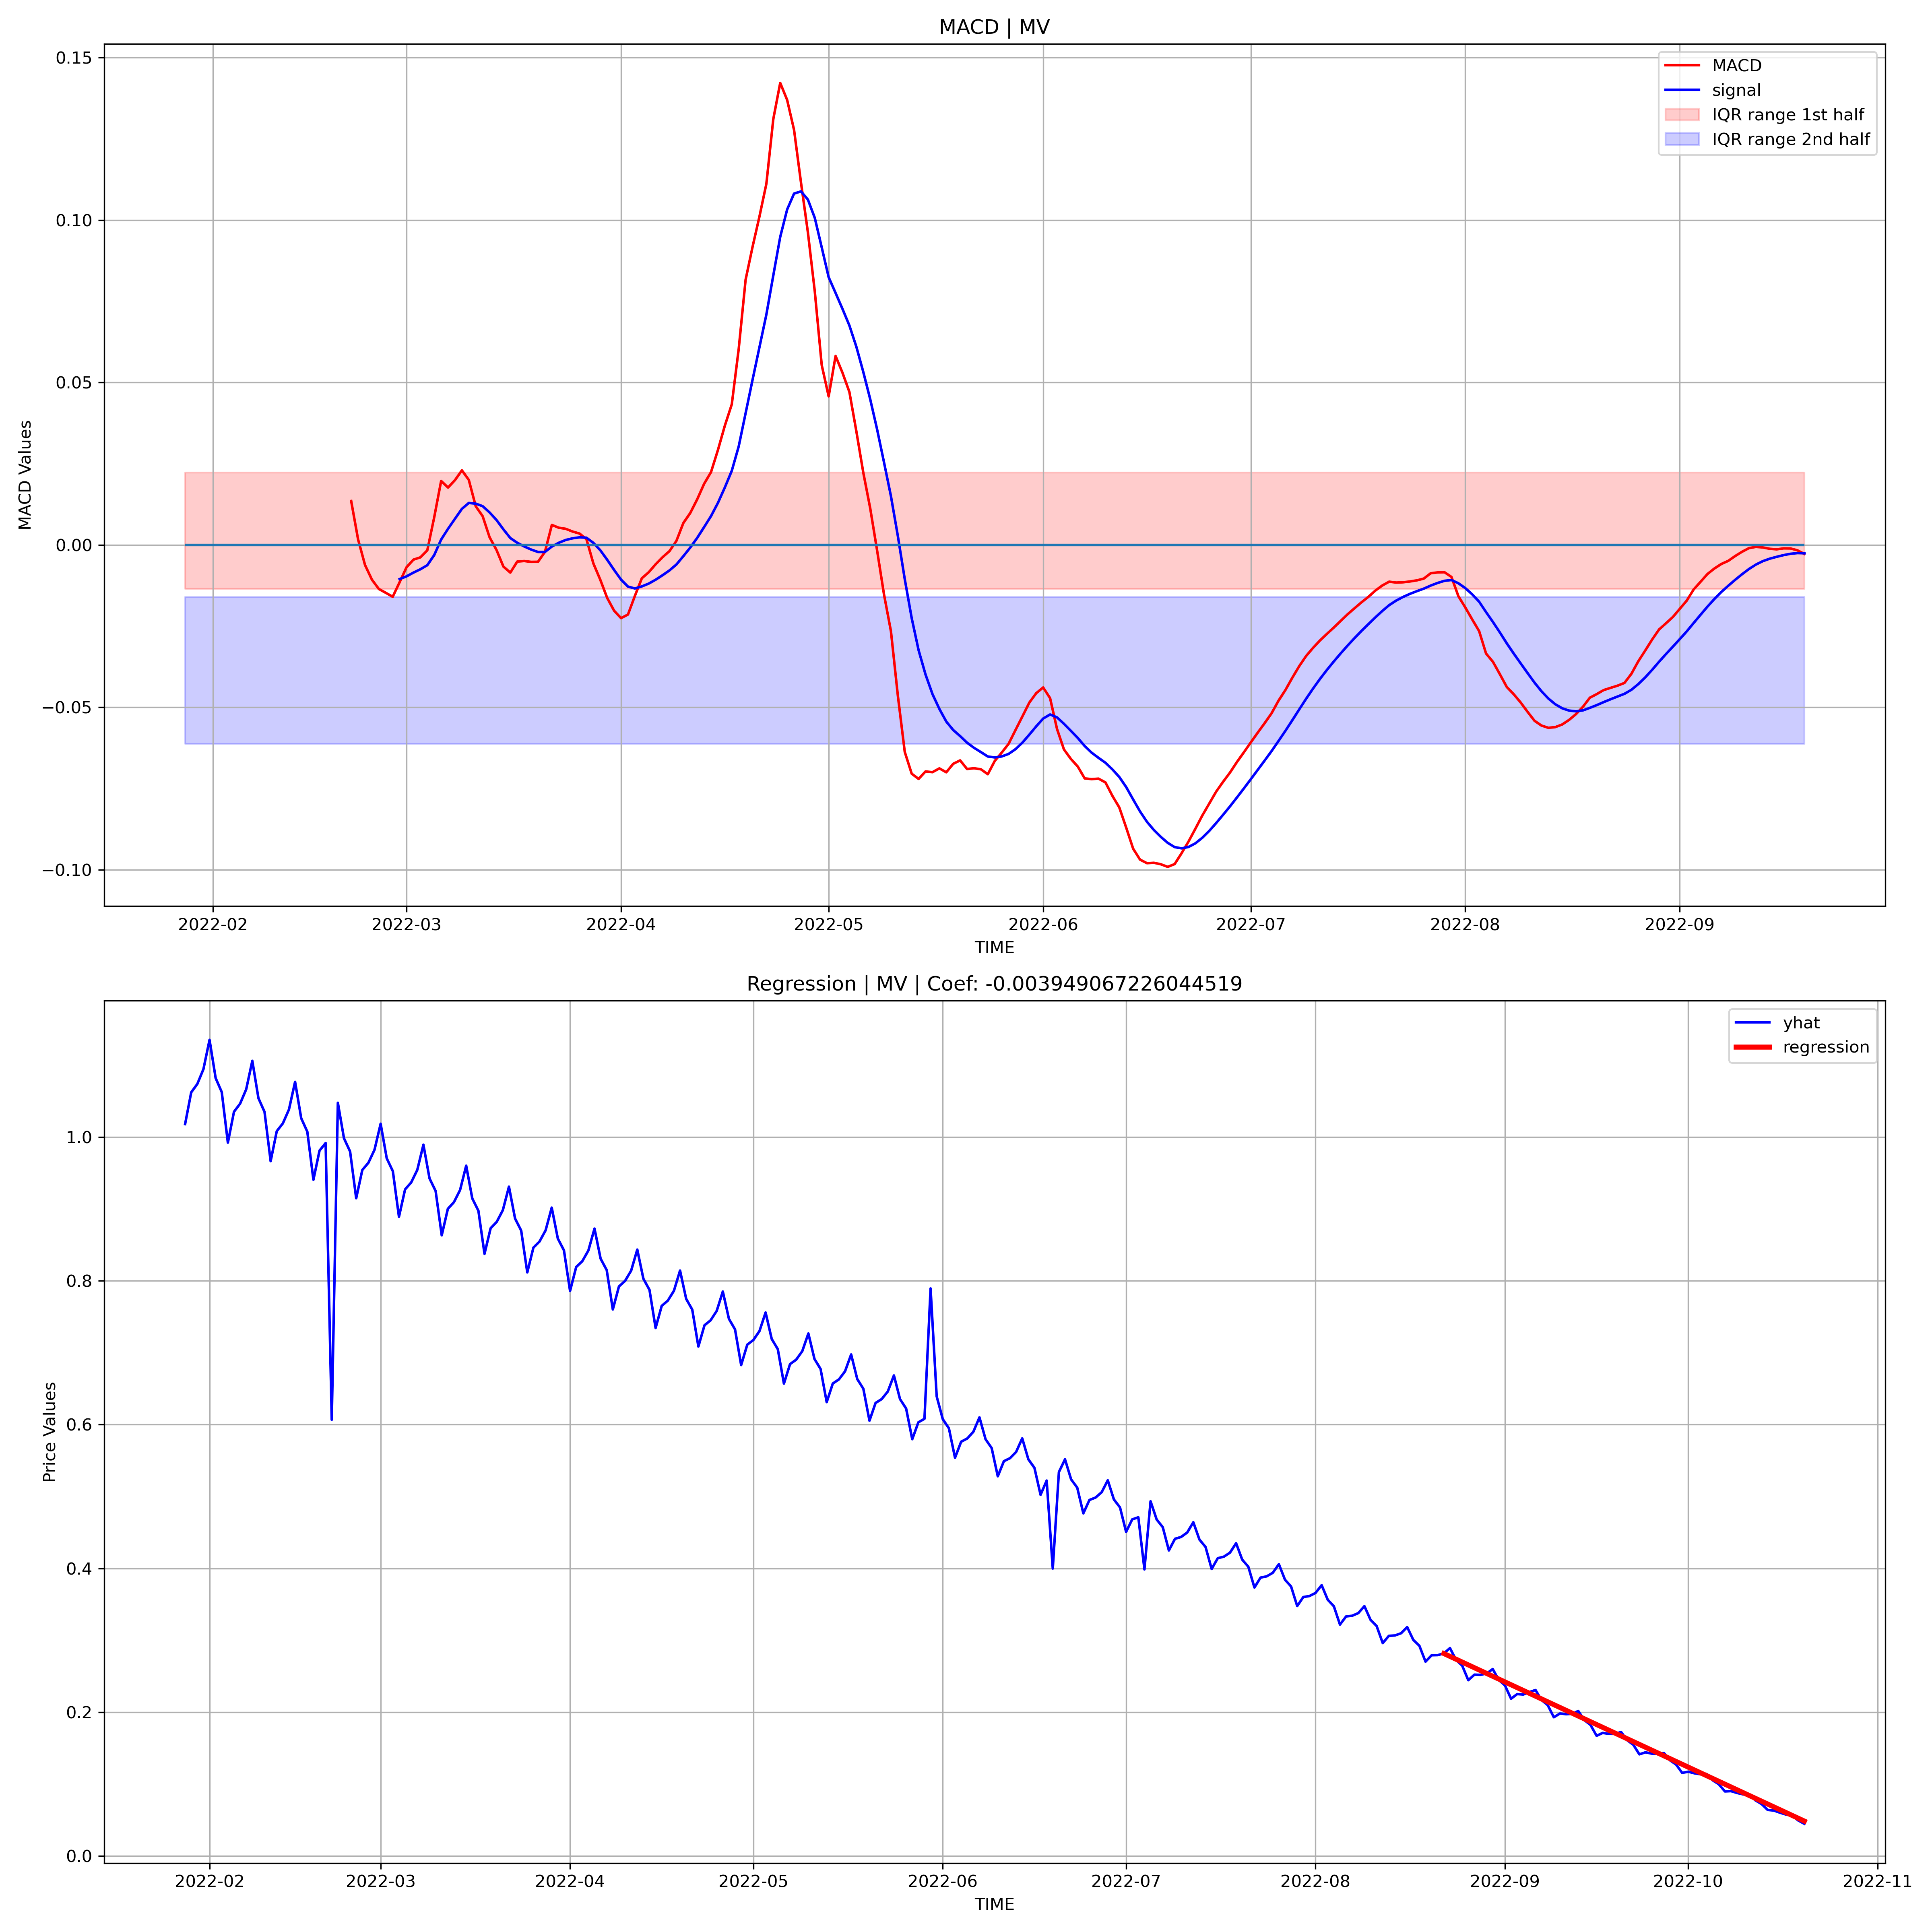 MACD | MV
MACD
signal
IQR range 1st half
IQR range 2nd half
0.15
0.10
0.05
0.00
−0.05
−0.10
MACD Values
2022-02 2022-03 2022-04 2022-05 2022-06 2022-07 2022-08 2022-09
TIME
Regression | MV | Coef: -0.003949067226044519
yhat
regression
1.0
0.8
0.6
0.4
0.2
0.0
Price Values
2022-02 2022-03 2022-04 2022-05 2022-06 2022-07 2022-08 2022-09 2022-10 2022-11
TIME